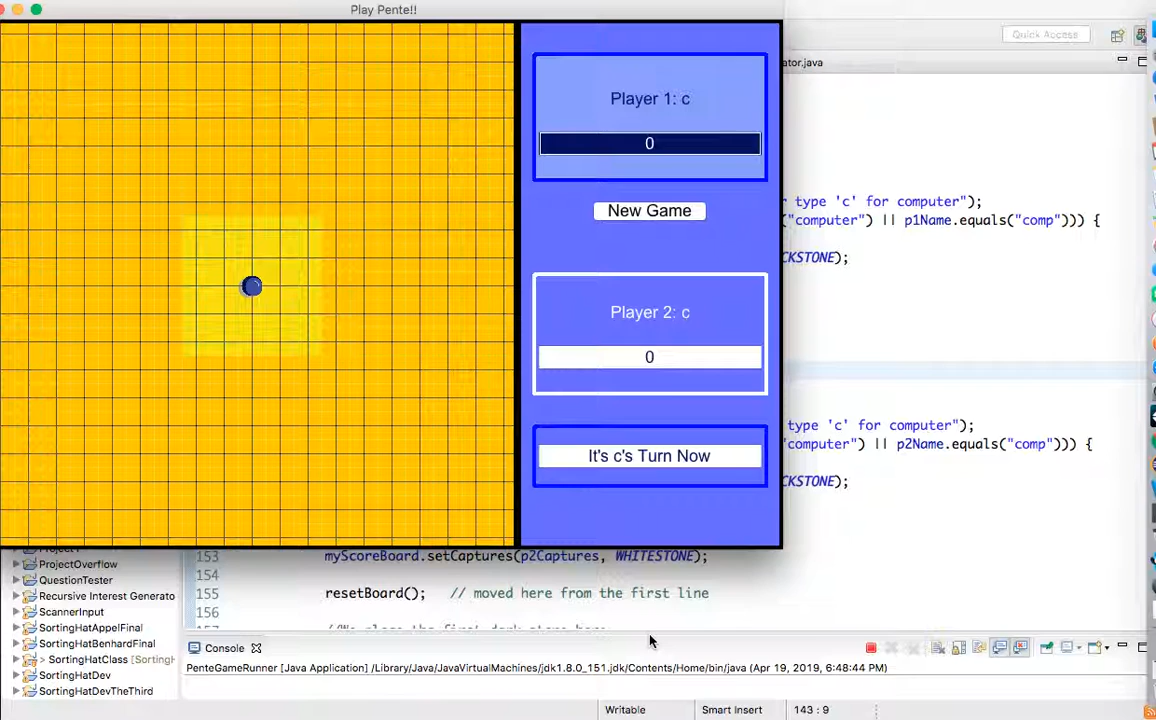 Play Pente!!
Quick Access
ator.java
Player 1: c
0
New Game
Player 2: c
0
It's c's Turn Now
r type 'c' for computer");
"computer") || p1Name.equals("comp"))) {
CKSTONE);
type 'c' for computer");
"computer") || p2Name.equals("comp"))) {
CKSTONE);
153 myScoreBoard.setCaptures(p2Captures, WHITESTONE);
154
155 resetBoard(); // moved here from the first line
156
ProjectOverflow
QuestionTester
Recursive Interest Generato
ScannerInput
SortingHatAppelFinal
SortingHatBenhardFinal
> SortingHatClass [SortingH
SortingHatDev
SortingHatDevTheThird
Console
PenteGameRunner [Java Application] /Library/Java/JavaVirtualMachines/jdk1.8.0_151.jdk/Contents/Home/bin/java (Apr 19, 2019, 6:48:44 PM)
Writable
Smart Insert
143 : 9